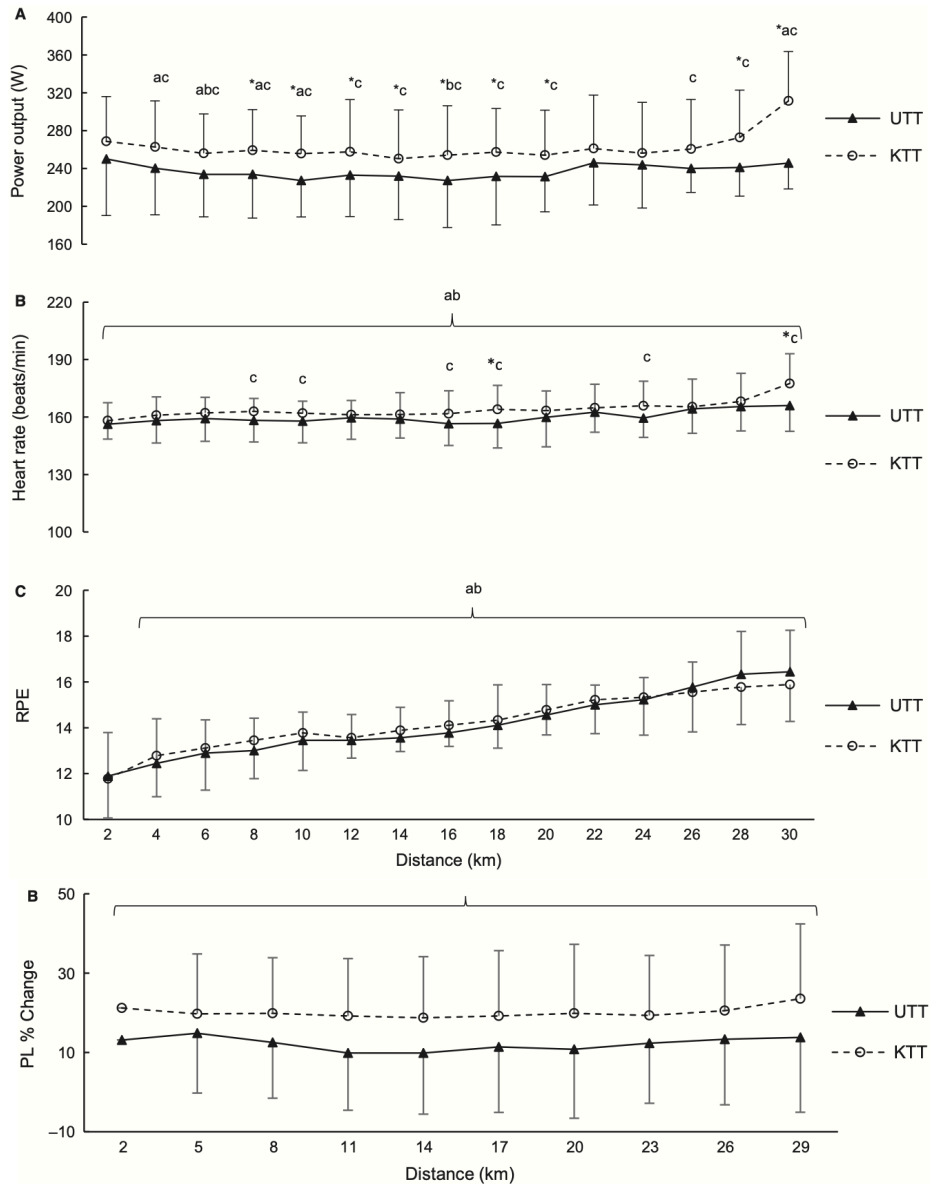 A
Power output (W)
400
360
320
280
240
200
160
ac
abc
*ac
*ac
*c
*c
*bc
*c
*c
c
*c
*ac
UTT
KTT
B
Heart rate (beats/min)
220
190
160
130
100
ab
c
c
c
*c
c
*c
UTT
KTT
C
RPE
20
18
16
14
12
10
ab
UTT
KTT
2 4 6 8 10 12 14 16 18 20 22 24 26 28 30
Distance (km)
B
PL % Change
50
30
10
–10
UTT
KTT
2 5 8 11 14 17 20 23 26 29
Distance (km)